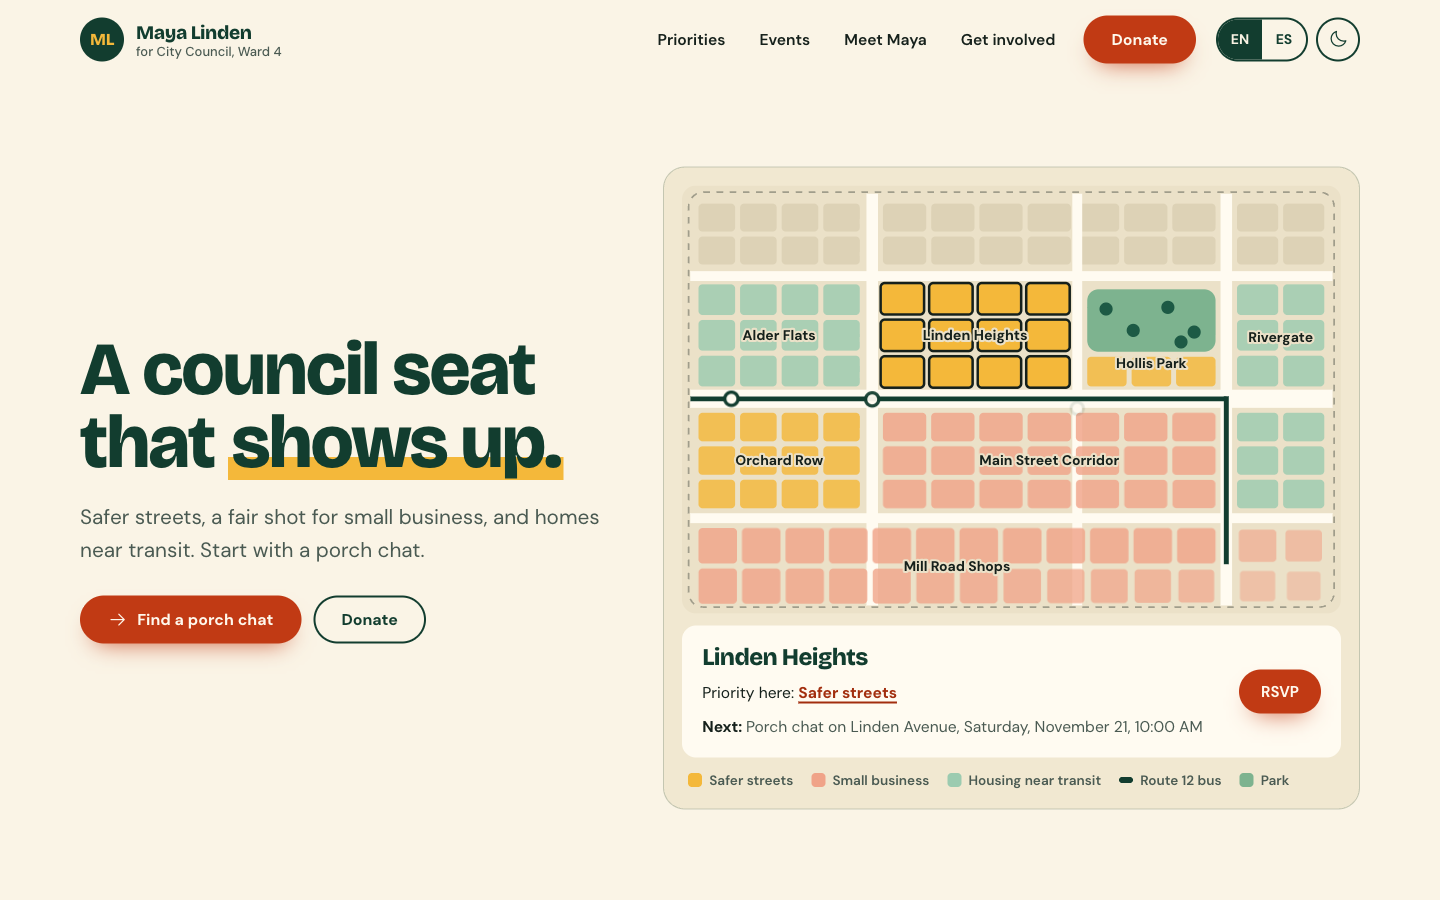 ML
Maya Linden
for City Council, Ward 4
Priorities
Events
Meet Maya
Get involved
Donate
EN
ES
A council seat
that shows up.
Safer streets, a fair shot for small business, and homes
near transit. Start with a porch chat.
Find a porch chat
Donate
Alder Flats
Linden Heights
Rivergate
Hollis Park
Orchard Row
Main Street Corridor
Mill Road Shops
Linden Heights
Priority here: Safer streets
Next: Porch chat on Linden Avenue, Saturday, November 21, 10:00 AM
RSVP
Safer streets
Small business
Housing near transit
Route 12 bus
Park